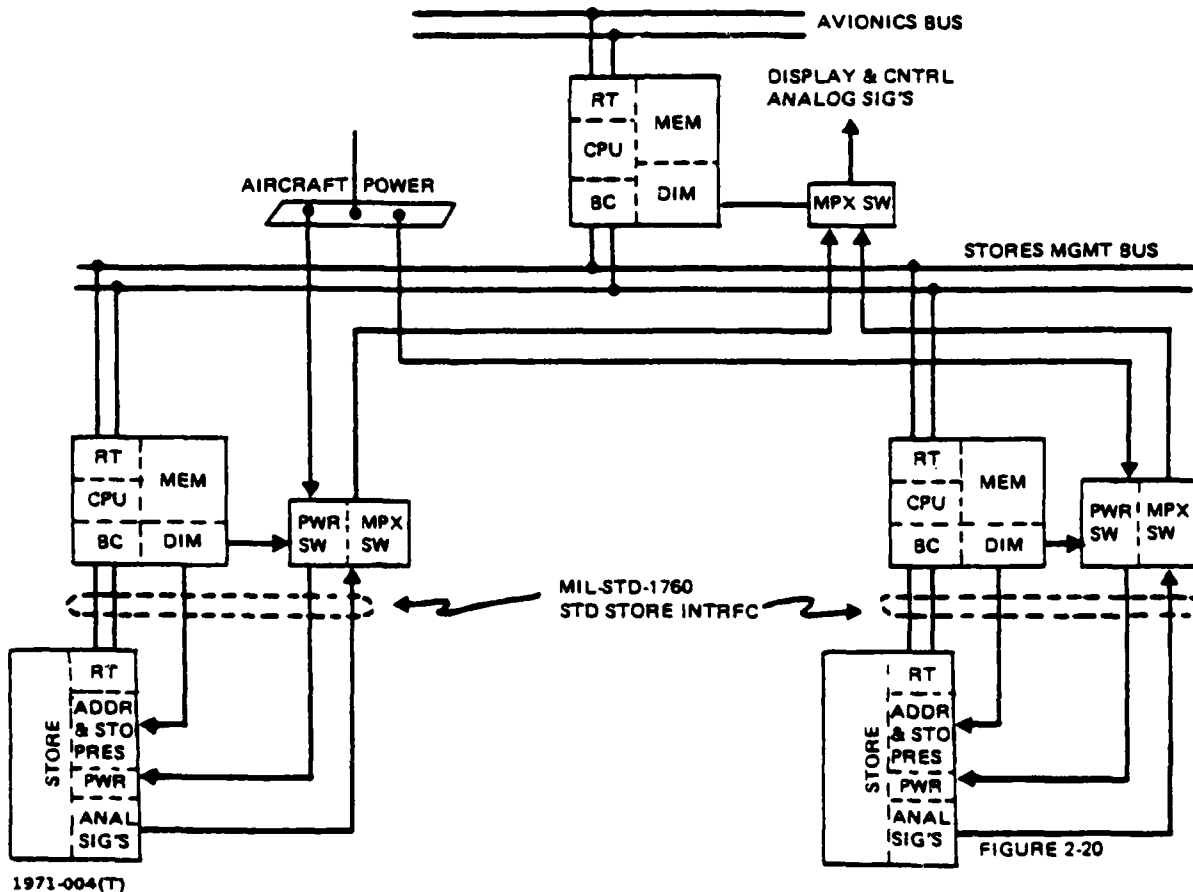 AVIONICS BUS
DISPLAY & CNTRL
ANALOG SIG'S
RT
MEM
CPU
BC
DIM
MPX SW
AIRCRAFT POWER
STORES MGMT BUS
RT
MEM
CPU
BC
DIM
PWR
SW
MPX
SW
RT
MEM
CPU
BC
DIM
PWR
SW
MPX
SW
MIL-STD-1760
STD STORE INTRFC
STORE
RT
ADDR
& STO
PRES
PWR
ANAL
SIG'S
STORE
RT
ADDR
& STO
PRES
PWR
ANAL
SIG'S
FIGURE 2-20
1971-004(T)